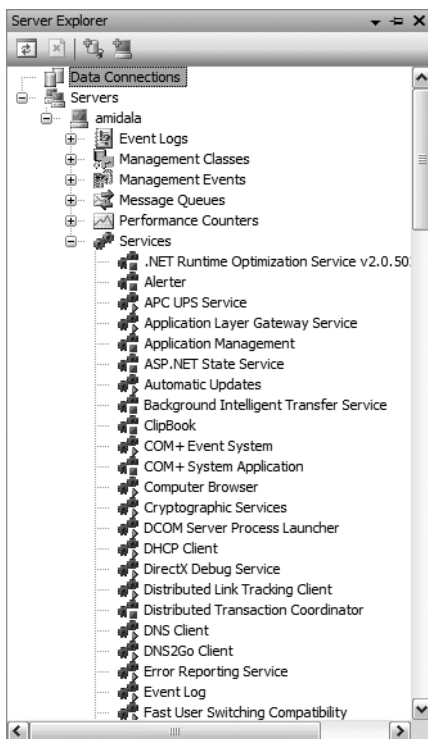 Server Explorer
Data Connections
Servers
amidala
Event Logs
Management Classes
Management Events
Message Queues
Performance Counters
Services
.NET Runtime Optimization Service v2.0.50
Alerter
APC UPS Service
Application Layer Gateway Service
Application Management
ASP.NET State Service
Automatic Updates
Background Intelligent Transfer Service
ClipBook
COM+ Event System
COM+ System Application
Computer Browser
Cryptographic Services
DCOM Server Process Launcher
DHCP Client
DirectX Debug Service
Distributed Link Tracking Client
Distributed Transaction Coordinator
DNS Client
DNS2Go Client
Error Reporting Service
Event Log
Fast User Switching Compatibility